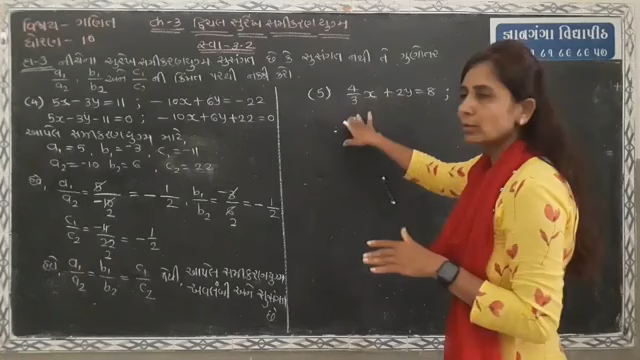 વિષય - ગણિત
ધોરણ - 10
પ્ર-3 દ્વિચલ સુરેખ સમીકરણયુગ્મ
સ્વા-3.2
પ્ર-3 નીચેના સુરેખ સમીકરણયુગ્મ સુસંગત છે કે સુસંગત નથી તે ગુણોત્તર
a₁/a₂ , b₁/b₂ અને c₁/c₂ ની કિંમત પરથી નક્કી કરો.
(4) 5x - 3y = 11 ; - 10x + 6y = - 22
5x - 3y - 11 = 0 ; - 10x + 6y + 22 = 0
આપેલ સમીકરણયુગ્મ માટે
a₁ = 5 , b₁ = -3 , c₁ = -11
a₂ = -10 , b₂ = 6 , c₂ = 22
હવે, a₁/a₂ = 5/-10 = - 1/2 , b₁/b₂ = -3/6 = - 1/2
c₁/c₂ = -11/22 = - 1/2
હવે, a₁/a₂ = b₁/b₂ = c₁/c₂ તેથી આપેલ સમીકરણયુગ્મ
અવલંબી અને સુસંગત
છે
(5) 4/3 x + 2y = 8 ;
જ્ઞાનગંગા વિદ્યાપીઠ